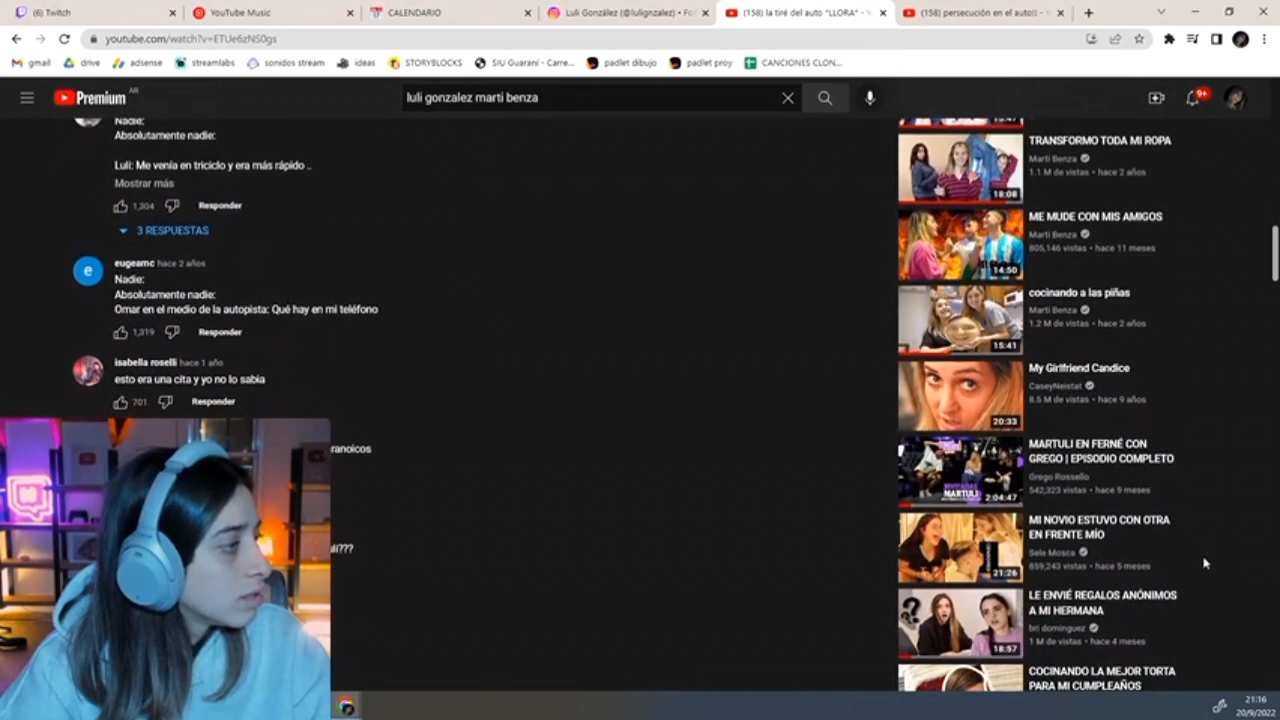 (6) Twitch
YouTube Music
CALENDARIO
Luli González (@lulignzalez) • Fo
(158) la tiré del auto "LLORA" - Y
(158) persecución en el auto!! - Y
youtube.com/watch?v=ETUe6zNS0gs
gmail
drive
adsense
streamlabs
sonidos stream
ideas
STORYBLOCKS
SIU Guaraní - Carre...
padlet dibujo
padlet proy
CANCIONES CLON...
Premium AR
luli gonzalez marti benza
9+
Nadie:
Absolutamente nadie:
Luli: Me venía en triciclo y era más rápido ..
Mostrar más
1,304
Responder
3 RESPUESTAS
e
eugeamc hace 2 años
Nadie:
Absolutamente nadie:
Omar en el medio de la autopista: Qué hay en mi teléfono
1,319
Responder
isabella roselli hace 1 año
esto era una cita y yo no lo sabia
701
Responder
ranoicos
uli???
TRANSFORMO TODA MI ROPA
Marti Benza
1.1 M de vistas • hace 2 años
18:08
ME MUDE CON MIS AMIGOS
Marti Benza
805,146 vistas • hace 11 meses
14:50
cocinando a las piñas
Marti Benza
1.2 M de vistas • hace 2 años
15:41
My Girlfriend Candice
CaseyNeistat
8.5 M de vistas • hace 9 años
20:33
MARTULI EN FERNÉ CON
GREGO | EPISODIO COMPLETO
Grego Rossello
542,323 vistas • hace 9 meses
MARTULI
2:04:47
MI NOVIO ESTUVO CON OTRA
EN FRENTE MÍO
Sele Mosca
859,243 vistas • hace 5 meses
21:26
LE ENVIÉ REGALOS ANÓNIMOS
A MI HERMANA
bri dominguez
1 M de vistas • hace 4 meses
18:57
COCINANDO LA MEJOR TORTA
PARA MI CUMPLEAÑOS
21:16
20/9/2022